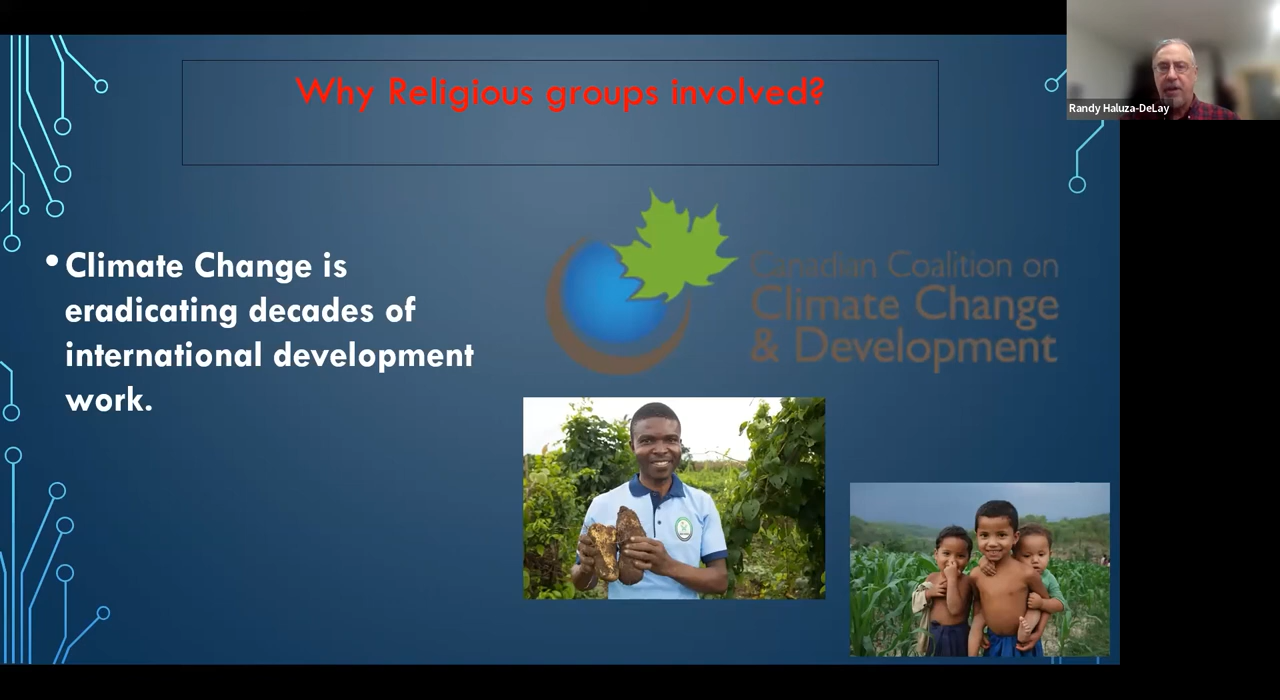 Why Religious groups involved?
Randy Haluza-DeLay
• Climate Change is
eradicating decades of
international development
work.
Canadian Coalition on
Climate Change
& Development